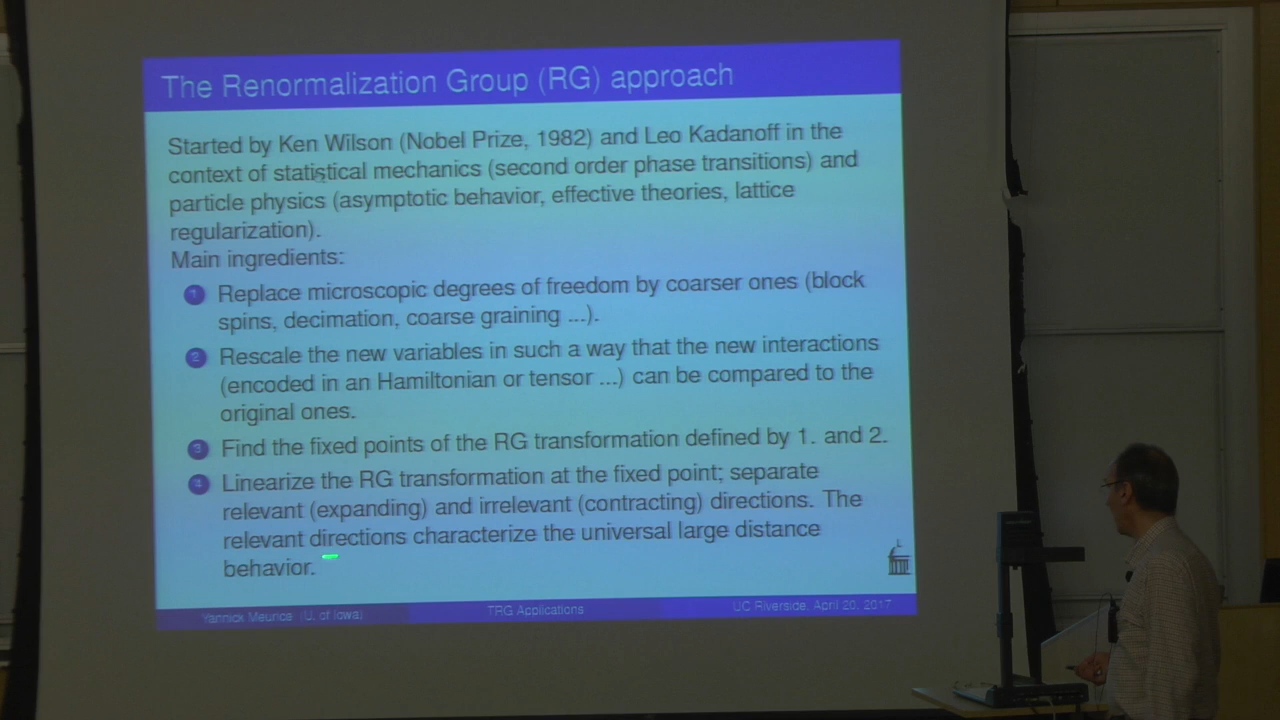 The Renormalization Group (RG) approach
Started by Ken Wilson (Nobel Prize, 1982) and Leo Kadanoff in the
context of statistical mechanics (second order phase transitions) and
particle physics (asymptotic behavior, effective theories, lattice
regularization).
Main ingredients:
1 Replace microscopic degrees of freedom by coarser ones (block
spins, decimation, coarse graining ...).
2 Rescale the new variables in such a way that the new interactions
(encoded in an Hamiltonian or tensor ...) can be compared to the
original ones.
3 Find the fixed points of the RG transformation defined by 1. and 2.
4 Linearize the RG transformation at the fixed point; separate
relevant (expanding) and irrelevant (contracting) directions. The
relevant directions characterize the universal large distance
behavior.
Yannick Meurice (U. of Iowa) TRG Applications UC Riverside, April 20, 2017